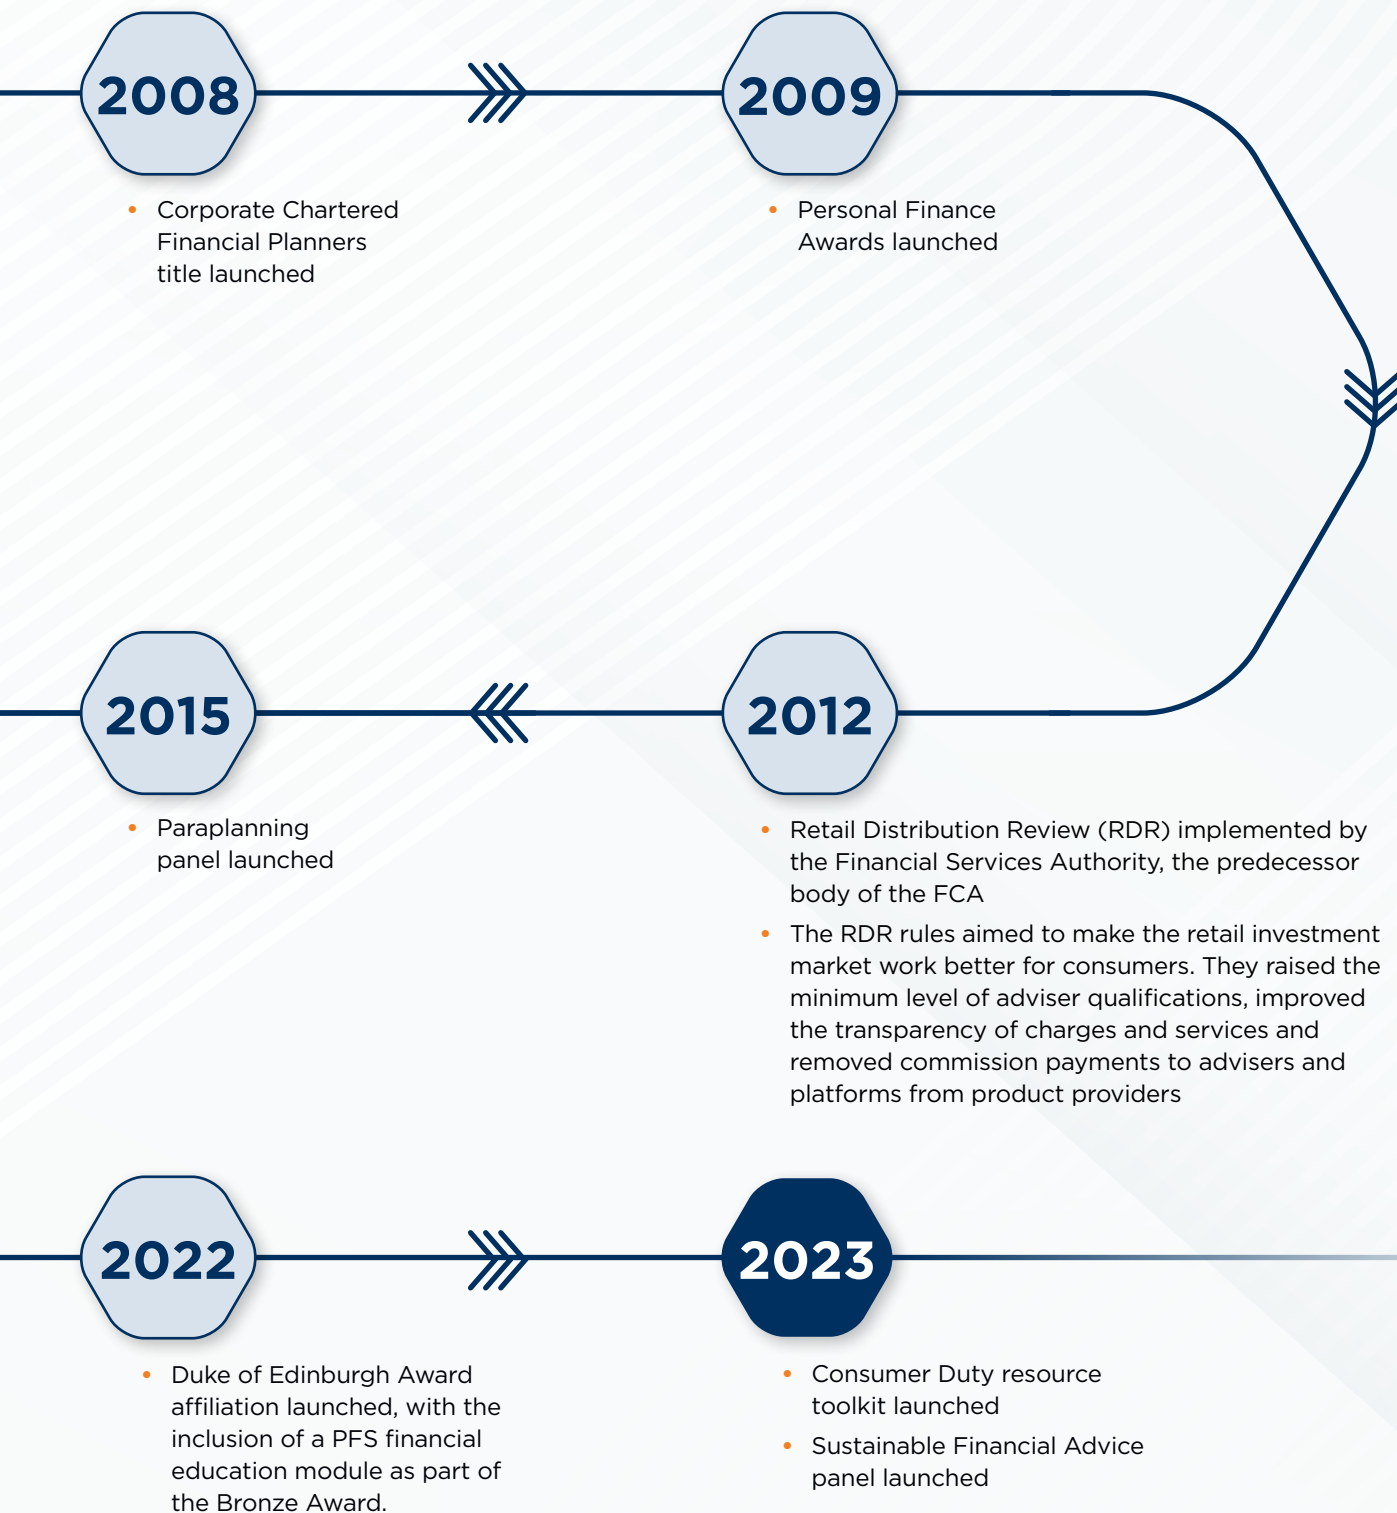 2008
• Corporate Chartered
Financial Planners
title launched
2009
• Personal Finance
Awards launched
2012
• Retail Distribution Review (RDR) implemented by
the Financial Services Authority, the predecessor
body of the FCA
• The RDR rules aimed to make the retail investment
market work better for consumers. They raised the
minimum level of adviser qualifications, improved
the transparency of charges and services and
removed commission payments to advisers and
platforms from product providers
2015
• Paraplanning
panel launched
2022
• Duke of Edinburgh Award
affiliation launched, with the
inclusion of a PFS financial
education module as part of
the Bronze Award.
2023
• Consumer Duty resource
toolkit launched
• Sustainable Financial Advice
panel launched